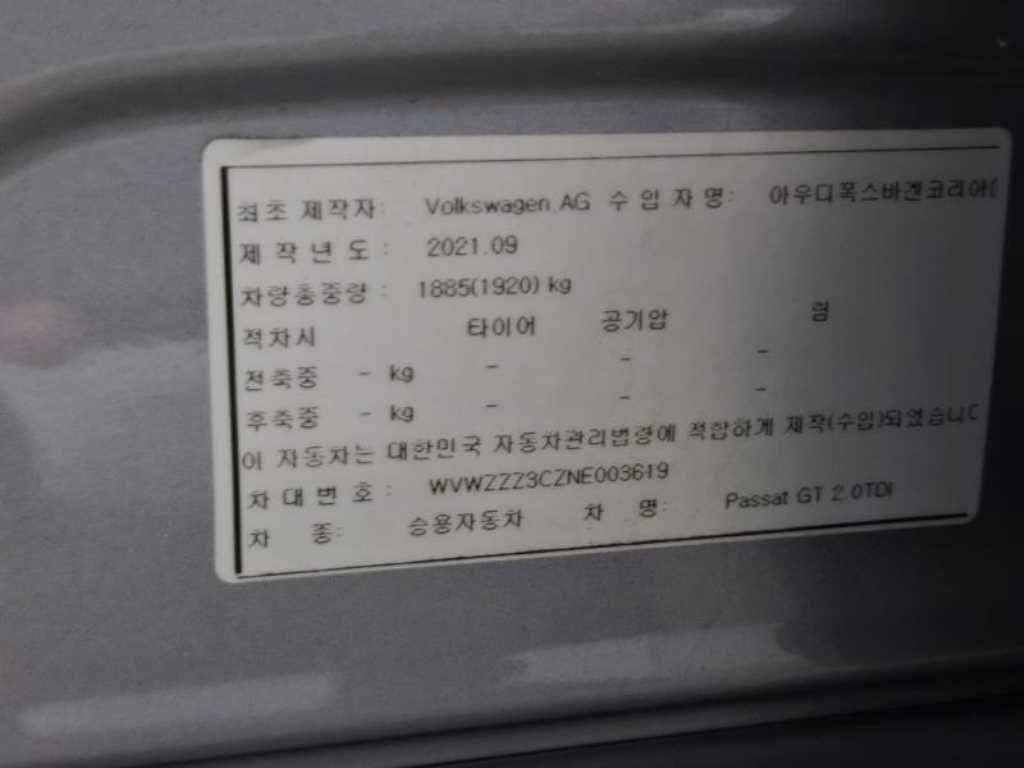 최초 제작자: Volkswagen AG 수 입 자 명: 아우디폭스바겐코리아(
제 작 년 도 : 2021.09
차량총중량 : 1885(1920) kg
적차시 타이어 공기압 림
전축중 - kg - - -
후축중 - kg - - -
이 자동차는 대한민국 자동차관리법령에 적합하게 제작(수입)되었습니다
차 대 번 호 : WVWZZZ3CZNE003619
차 종: 승용자동차 차 명: Passat GT 2.0TDI